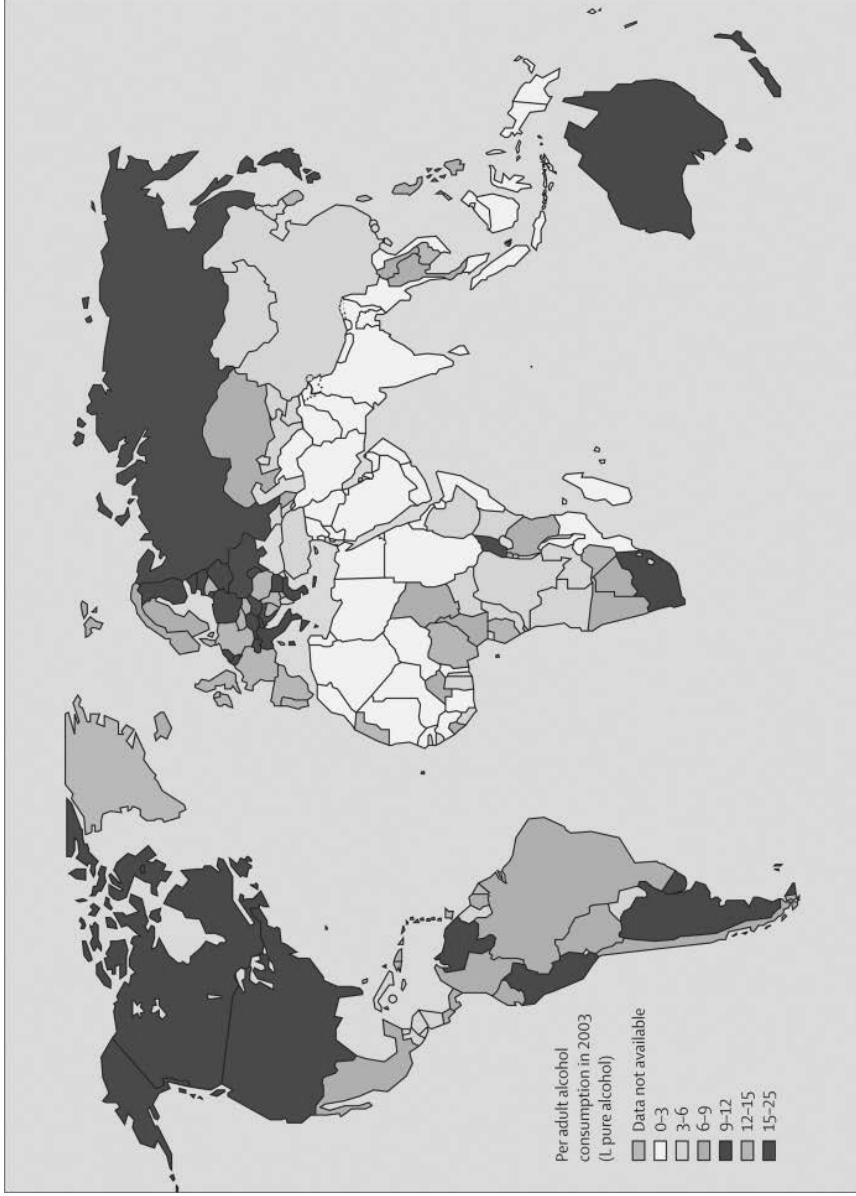 Per adult alcohol
consumption in 2003
(L pure alcohol)
Data not available
0–3
3–6
6–9
9–12
12–15
15–25